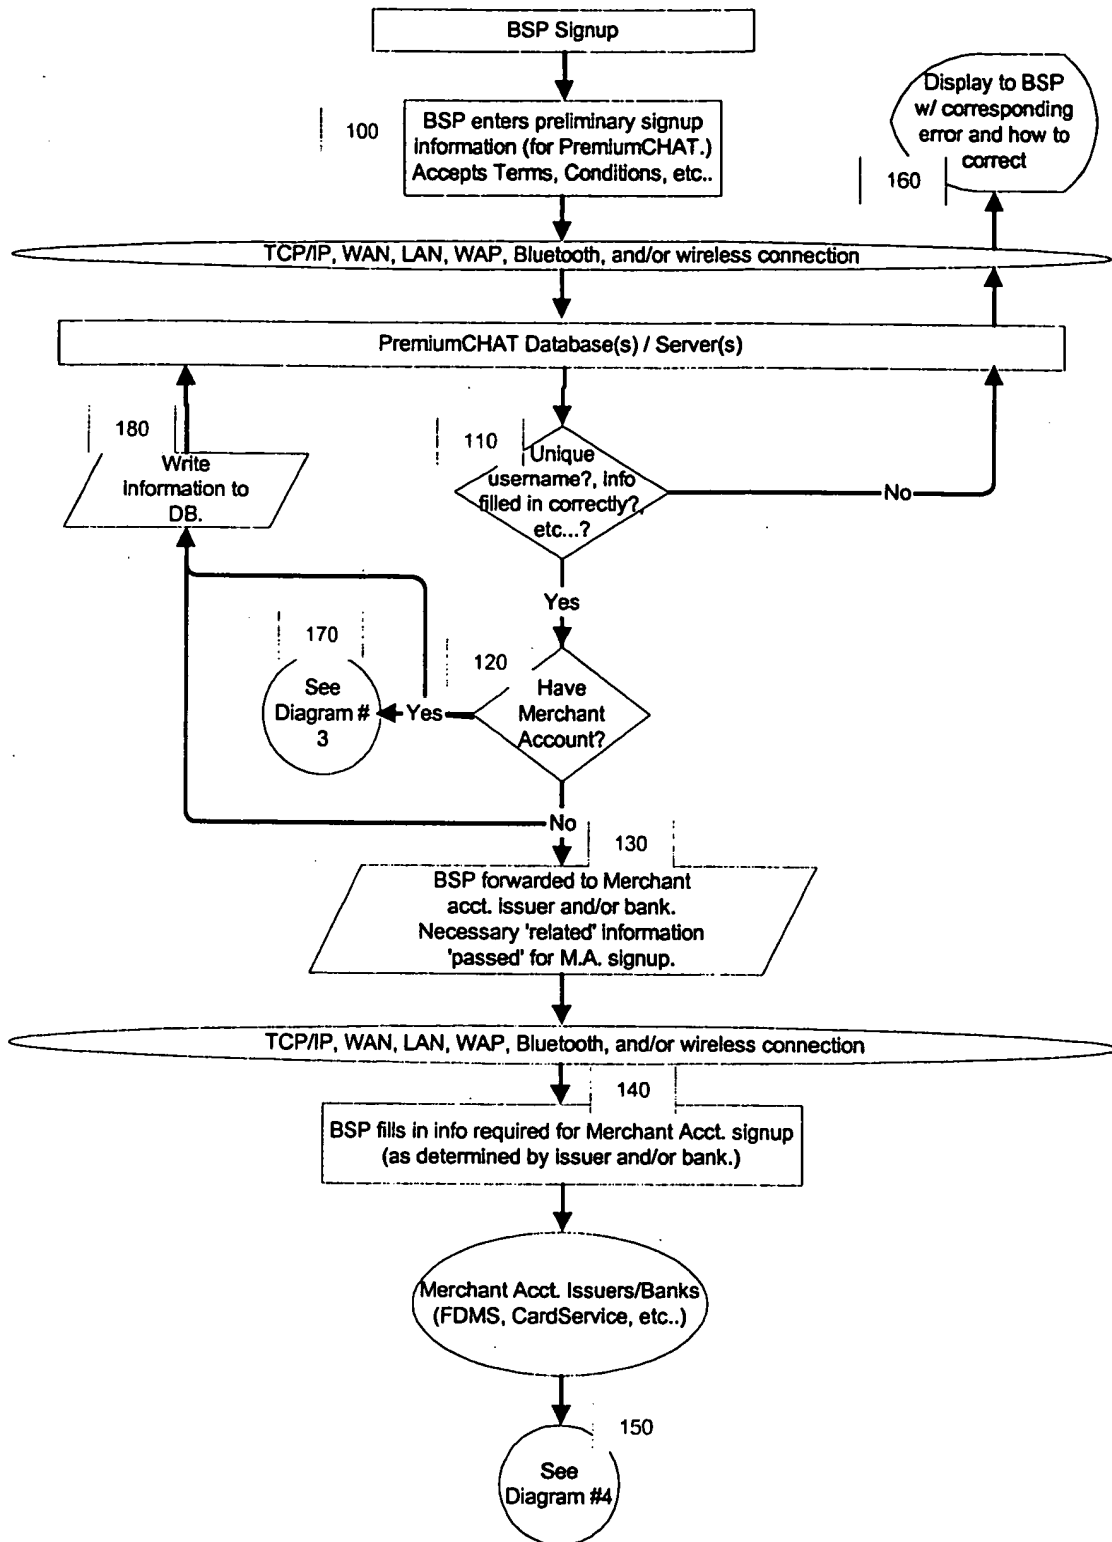 BSP Signup
100
BSP enters preliminary signup
information (for PremiumCHAT.)
Accepts Terms, Conditions, etc..
Display to BSP
w/ corresponding
error and how to
correct
160
TCP/IP, WAN, LAN, WAP, Bluetooth, and/or wireless connection
PremiumCHAT Database(s) / Server(s)
180
Write
information to
DB.
110
Unique
username?, Info
filled in correctly?,
etc...?
No
Yes
170
See
Diagram #
3
Yes
120
Have
Merchant
Account?
No
130
BSP forwarded to Merchant
acct. issuer and/or bank.
Necessary 'related' information
'passed' for M.A. signup.
TCP/IP, WAN, LAN, WAP, Bluetooth, and/or wireless connection
140
BSP fills in info required for Merchant Acct. signup
(as determined by issuer and/or bank.)
Merchant Acct. Issuers/Banks
(FDMS, CardService, etc..)
150
See
Diagram #4